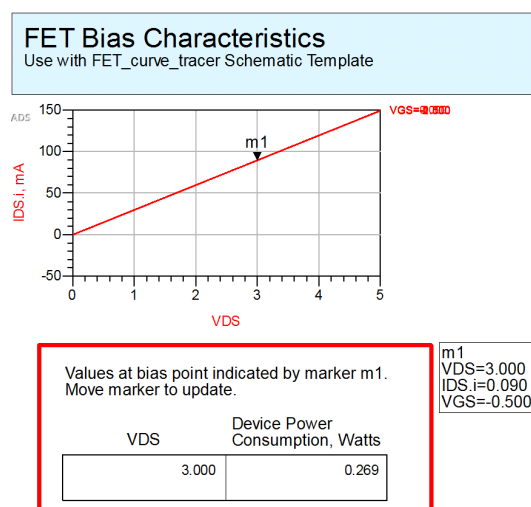 FET Bias Characteristics
Use with FET_curve_tracer Schematic Template
ADS
150
100
50
0
-50
IDS.i, mA
m1
0 1 2 3 4 5
VDS
m1
VDS=3.000
IDS.i=0.090
VGS=-0.500
Values at bias point indicated by marker m1.
Move marker to update.
VDS
Device Power
Consumption, Watts
3.000 0.269